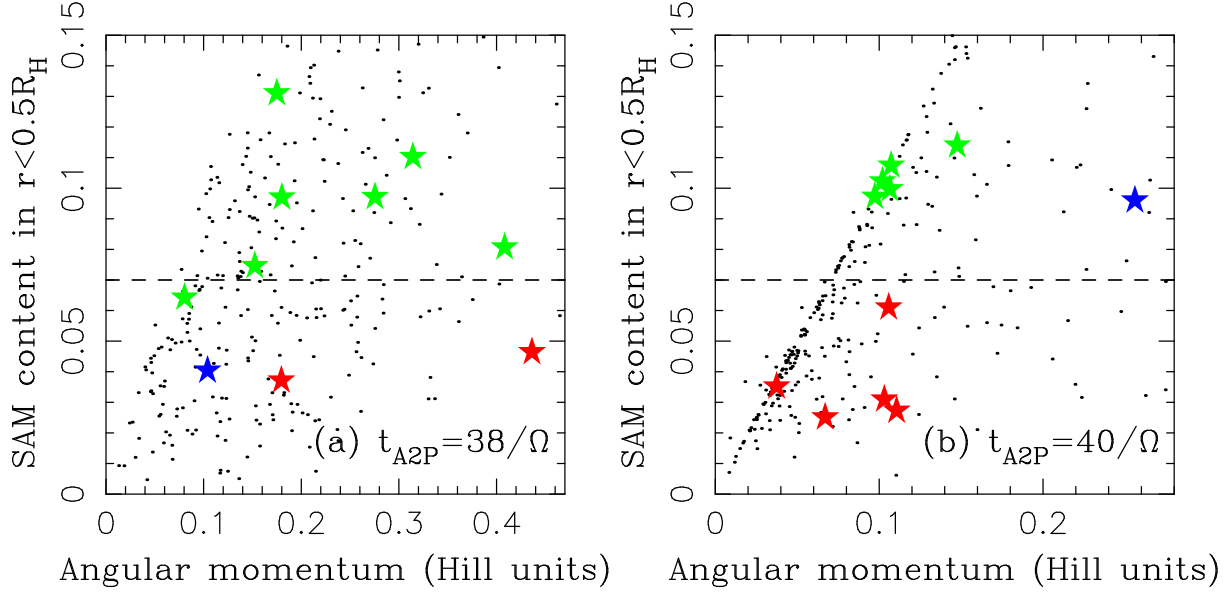 SAM content in r<0.5R_H
0.15
0.1
0.05
0
(a) t_A2P=38/Ω
0 0.1 0.2 0.3 0.4
Angular momentum (Hill units)
SAM content in r<0.5R_H
0.15
0.1
0.05
0
(b) t_A2P=40/Ω
0 0.1 0.2
Angular momentum (Hill units)